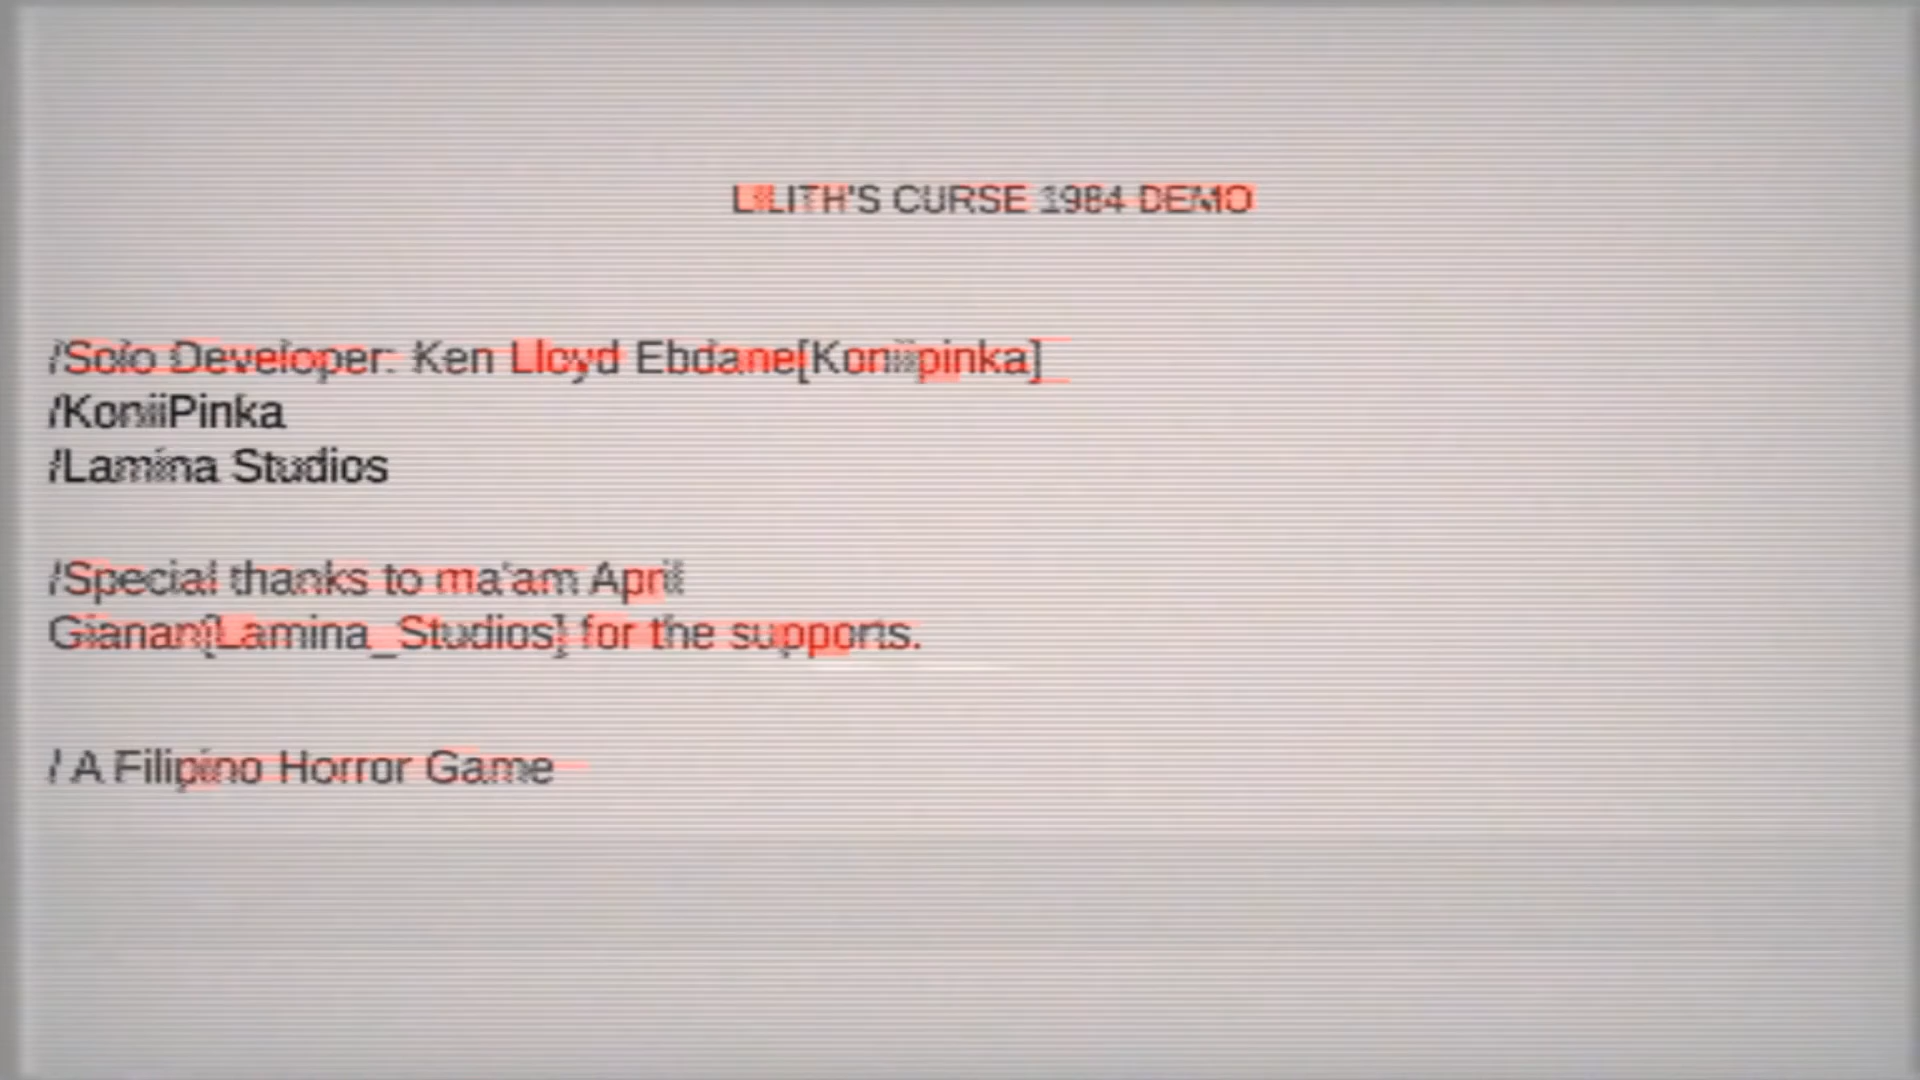 LILITH'S CURSE 1984 DEMO
/Solo Developer: Ken Lloyd Ebdane[Koniipinka]
/KoniiPinka
/Lamina Studios
/Special thanks to ma'am April
Gianan[Lamina_Studios] for the supports.
/ A Filipino Horror Game